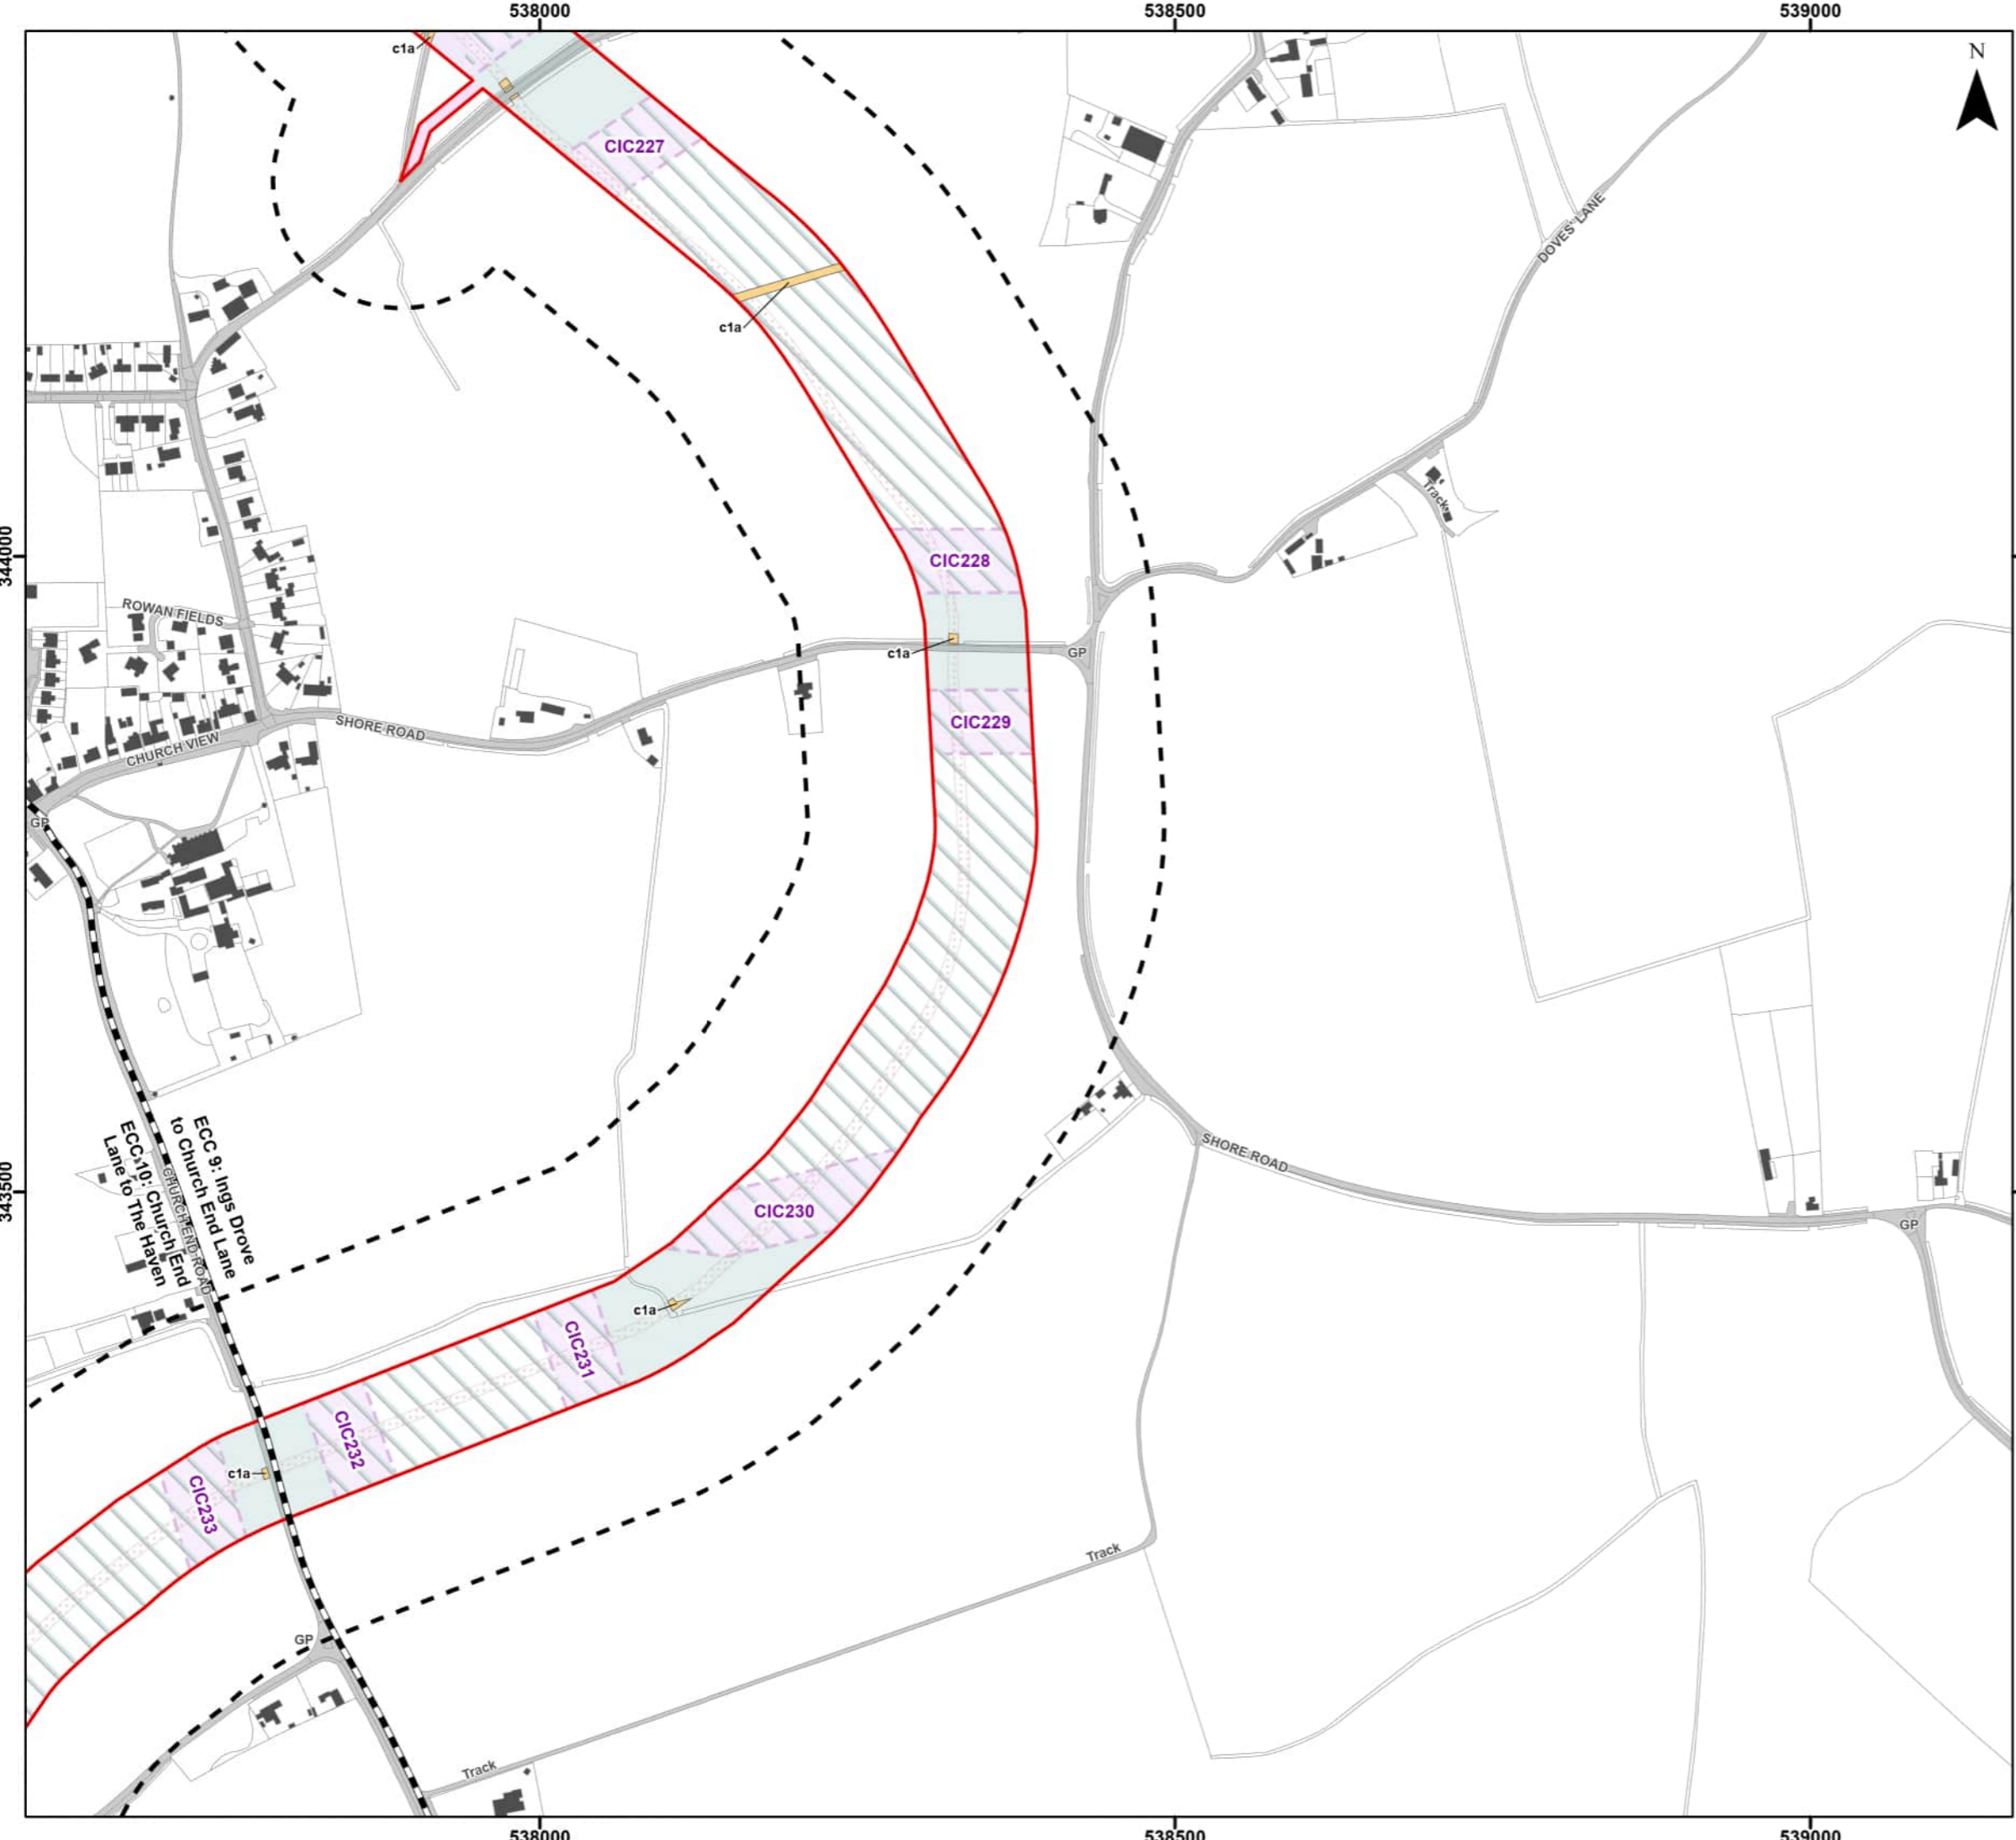 538000
538500
539000
N
c1a
CIC227
DOVES' LANE
c1a
Track
344000
CIC228
ROWAN FIELDS
c1a
GP
SHORE ROAD
CIC229
CHURCH VIEW
GP
ECC 9: Ings Drove
to Church End Lane
CHURCH END ROAD
ECC 10: Church End
Lane to The Haven
SHORE ROAD
343500
CIC230
GP
c1a
CIC231
CIC232
c1a
CIC233
Track
GP
Track
538000
538500
539000